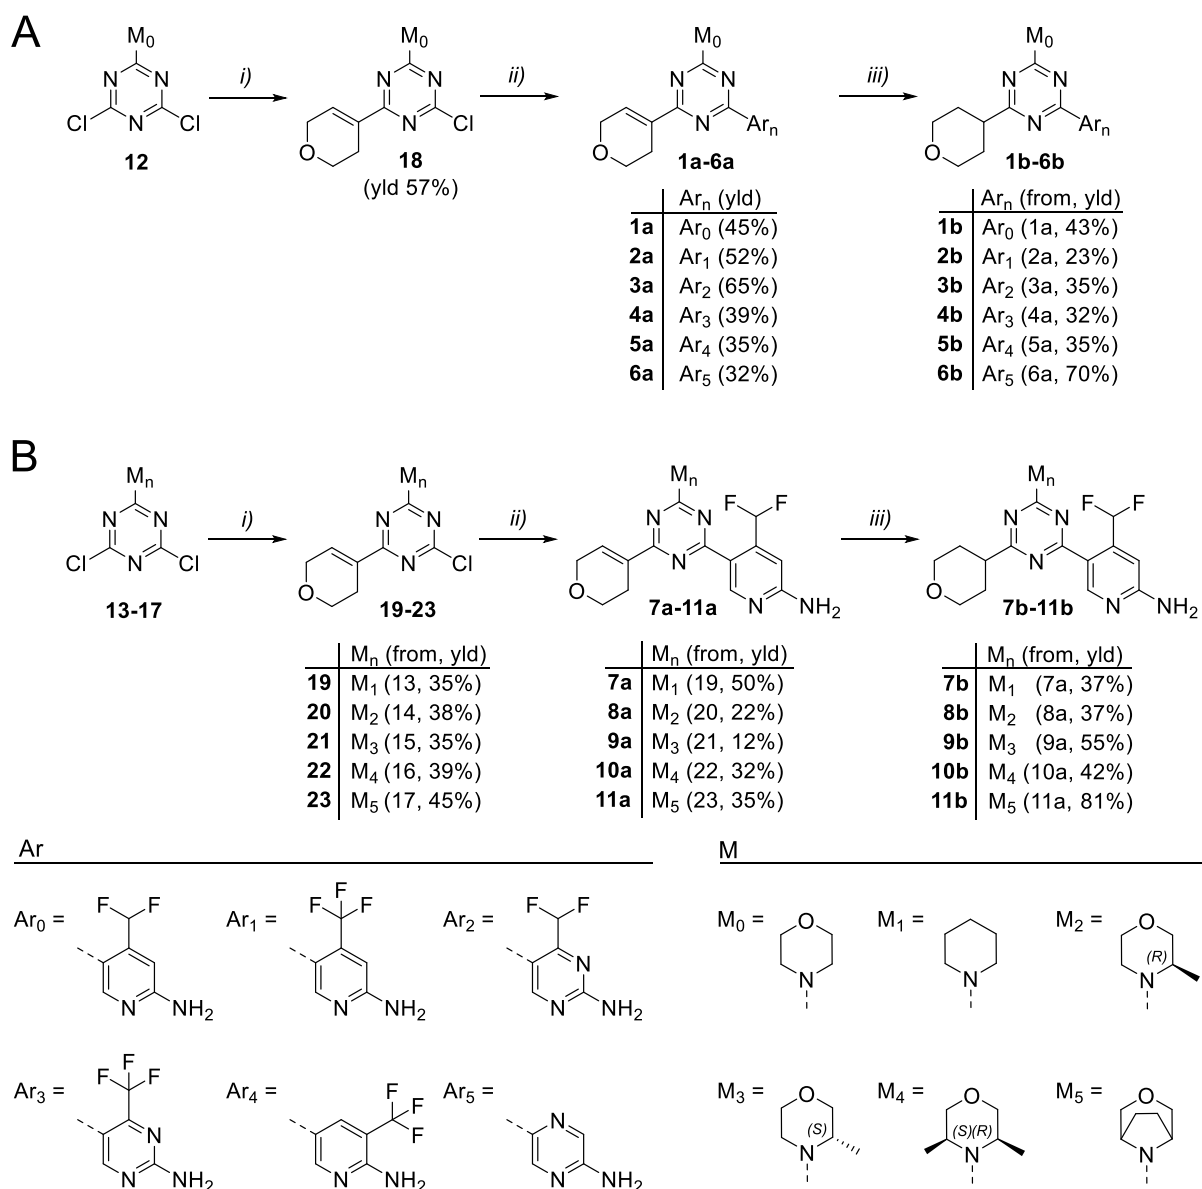 A
M0
N N
Cl N Cl
12
i)
M0
N N
N Cl
O
18
(yld 57%)
ii)
M0
N N
N Arn
O
1a-6a
Arn (yld)
1a Ar0 (45%)
2a Ar1 (52%)
3a Ar2 (65%)
4a Ar3 (39%)
5a Ar4 (35%)
6a Ar5 (32%)
iii)
M0
N N
N Arn
O
1b-6b
Arn (from, yld)
1b Ar0 (1a, 43%)
2b Ar1 (2a, 23%)
3b Ar2 (3a, 35%)
4b Ar3 (4a, 32%)
5b Ar4 (5a, 35%)
6b Ar5 (6a, 70%)
B
Mn
N N
Cl N Cl
13-17
i)
Mn
N N
N Cl
O
19-23
Mn (from, yld)
19 M1 (13, 35%)
20 M2 (14, 38%)
21 M3 (15, 35%)
22 M4 (16, 39%)
23 M5 (17, 45%)
ii)
Mn
F F
N N
N
O
N NH2
7a-11a
Mn (from, yld)
7a M1 (19, 50%)
8a M2 (20, 22%)
9a M3 (21, 12%)
10a M4 (22, 32%)
11a M5 (23, 35%)
iii)
Mn
F F
N N
N
O
N NH2
7b-11b
Mn (from, yld)
7b M1 (7a, 37%)
8b M2 (8a, 37%)
9b M3 (9a, 55%)
10b M4 (10a, 42%)
11b M5 (11a, 81%)
Ar
Ar0 =
F F
N NH2
Ar1 =
F
F F
N NH2
Ar2 =
F F
N
N NH2
Ar3 =
F
F F
N
N NH2
Ar4 =
F
F
F
N NH2
Ar5 =
N
N NH2
M
M0 =
O
N
M1 =
N
M2 =
O
(R)
N
M3 =
O
(S)
N
M4 =
O
(S)(R)
N
M5 =
O
N